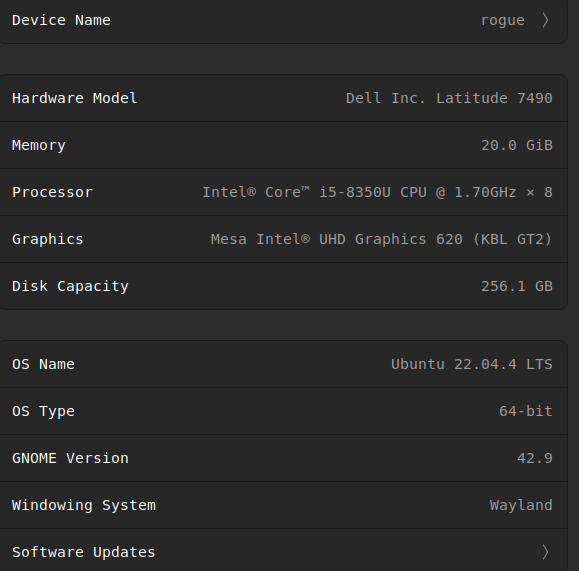 Device Name rogue
Hardware Model Dell Inc. Latitude 7490
Memory 20.0 GiB
Processor Intel® Core™ i5-8350U CPU @ 1.70GHz × 8
Graphics Mesa Intel® UHD Graphics 620 (KBL GT2)
Disk Capacity 256.1 GB
OS Name Ubuntu 22.04.4 LTS
OS Type 64-bit
GNOME Version 42.9
Windowing System Wayland
Software Updates